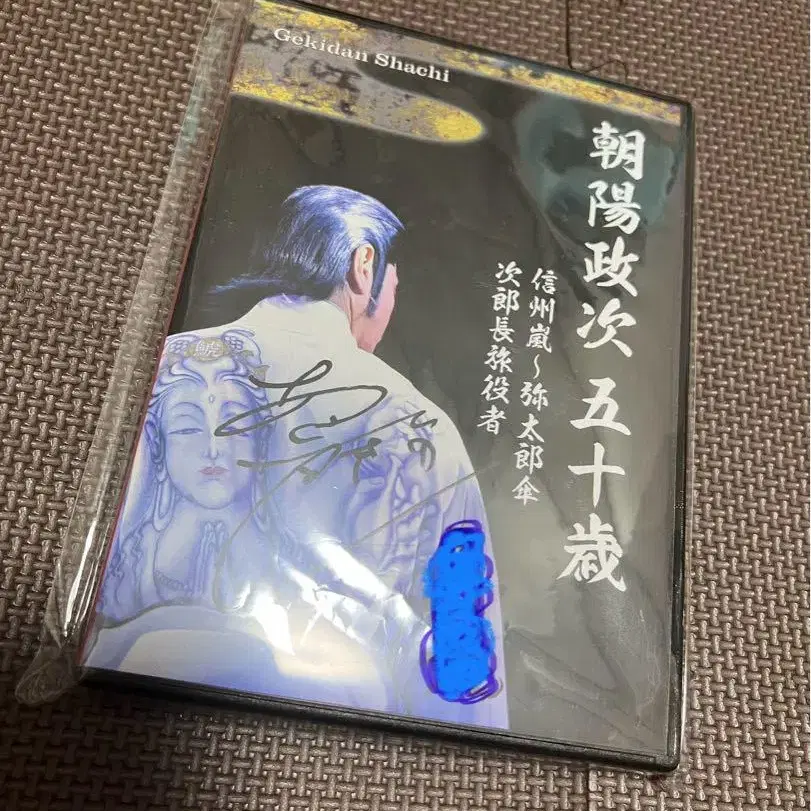 Gekidan Shachi
朝陽政次 五十歳
信州嵐～弥太郎傘
次郎長旅役者
鯱